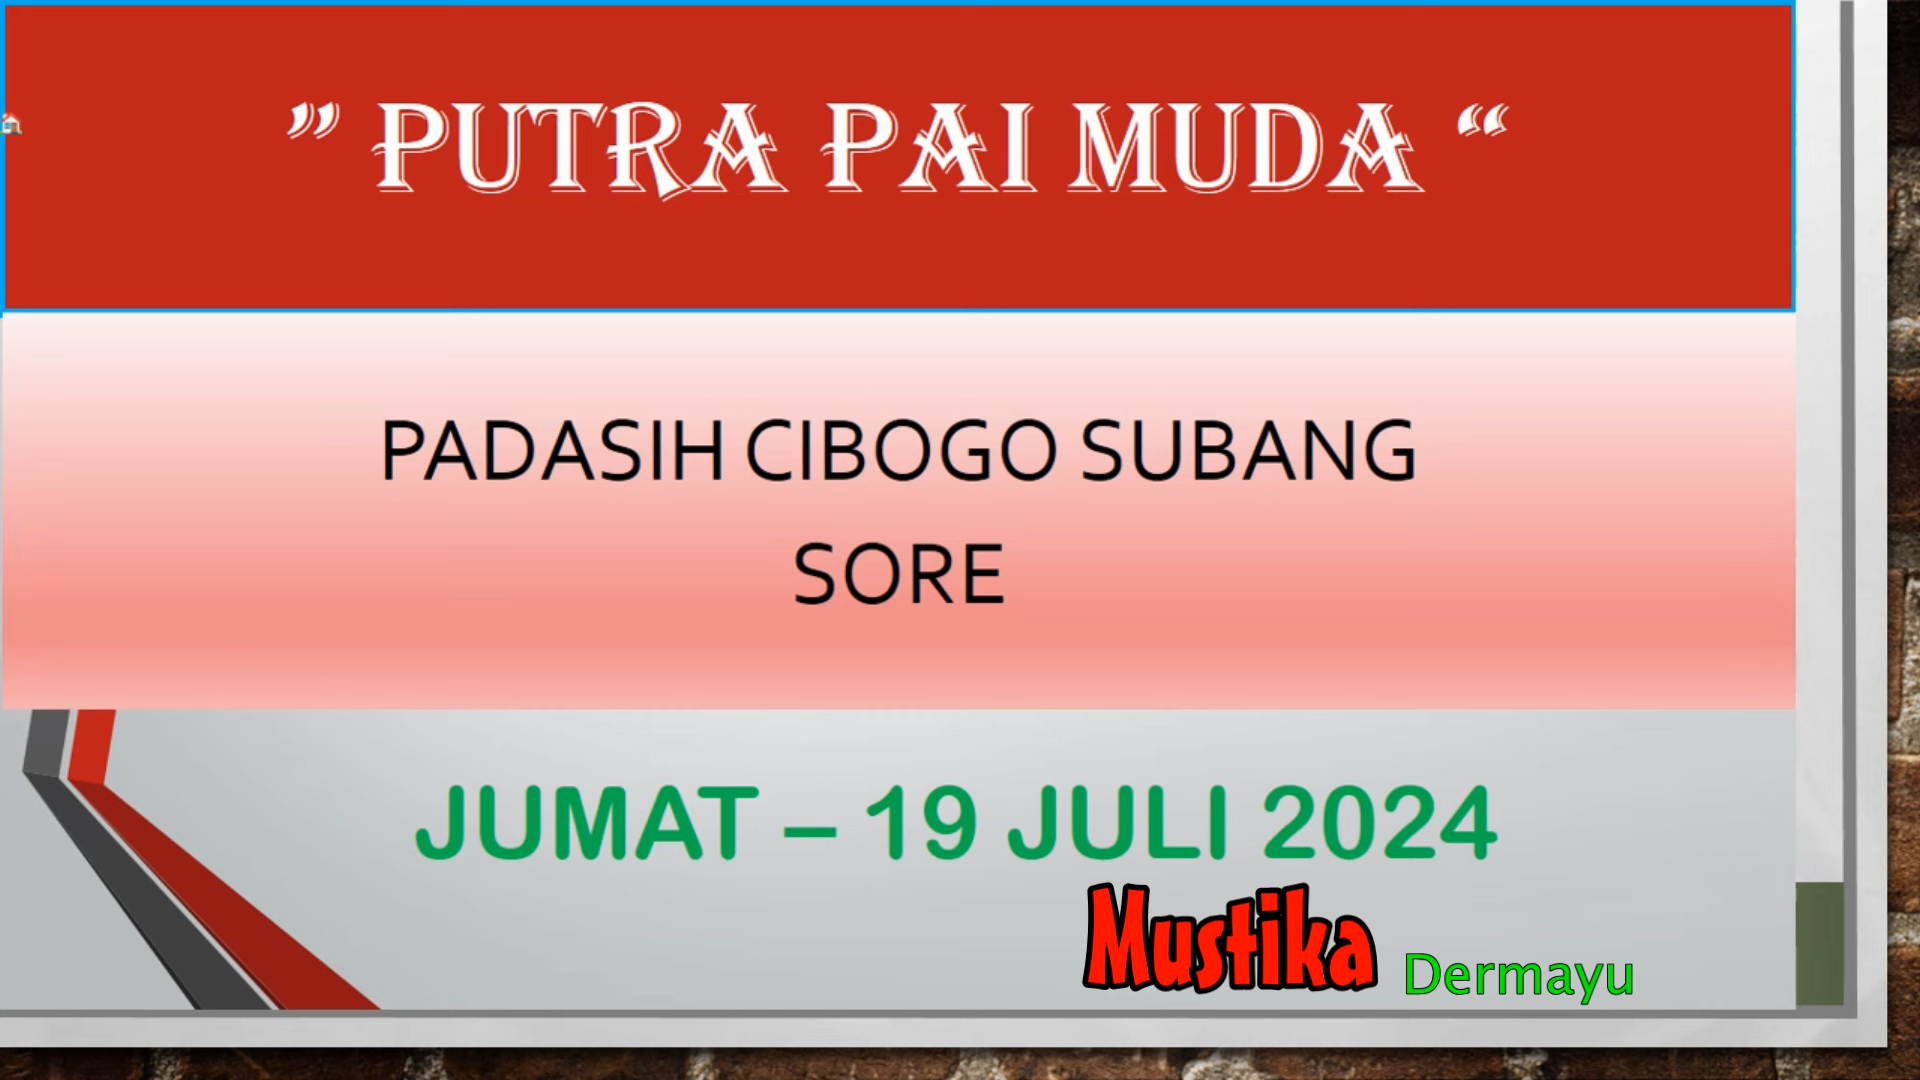 ” PUTRA PAI MUDA “
PADASIH CIBOGO SUBANG
SORE
JUMAT – 19 JULI 2024
Mustika Dermayu